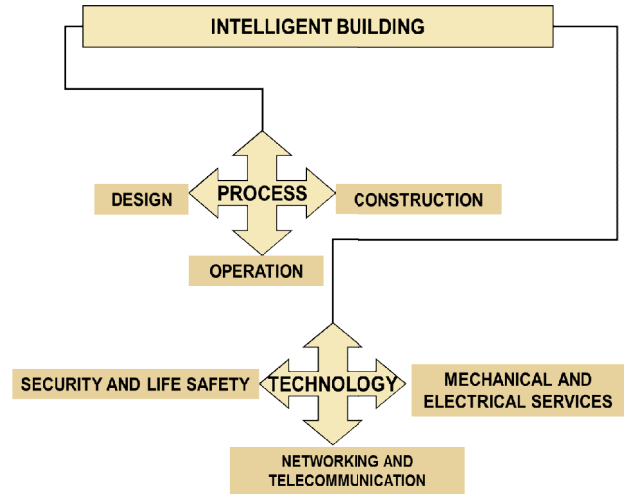 INTELLIGENT BUILDING
DESIGN
PROCESS
CONSTRUCTION
OPERATION
SECURITY AND LIFE SAFETY
TECHNOLOGY
MECHANICAL AND
ELECTRICAL SERVICES
NETWORKING AND
TELECOMMUNICATION